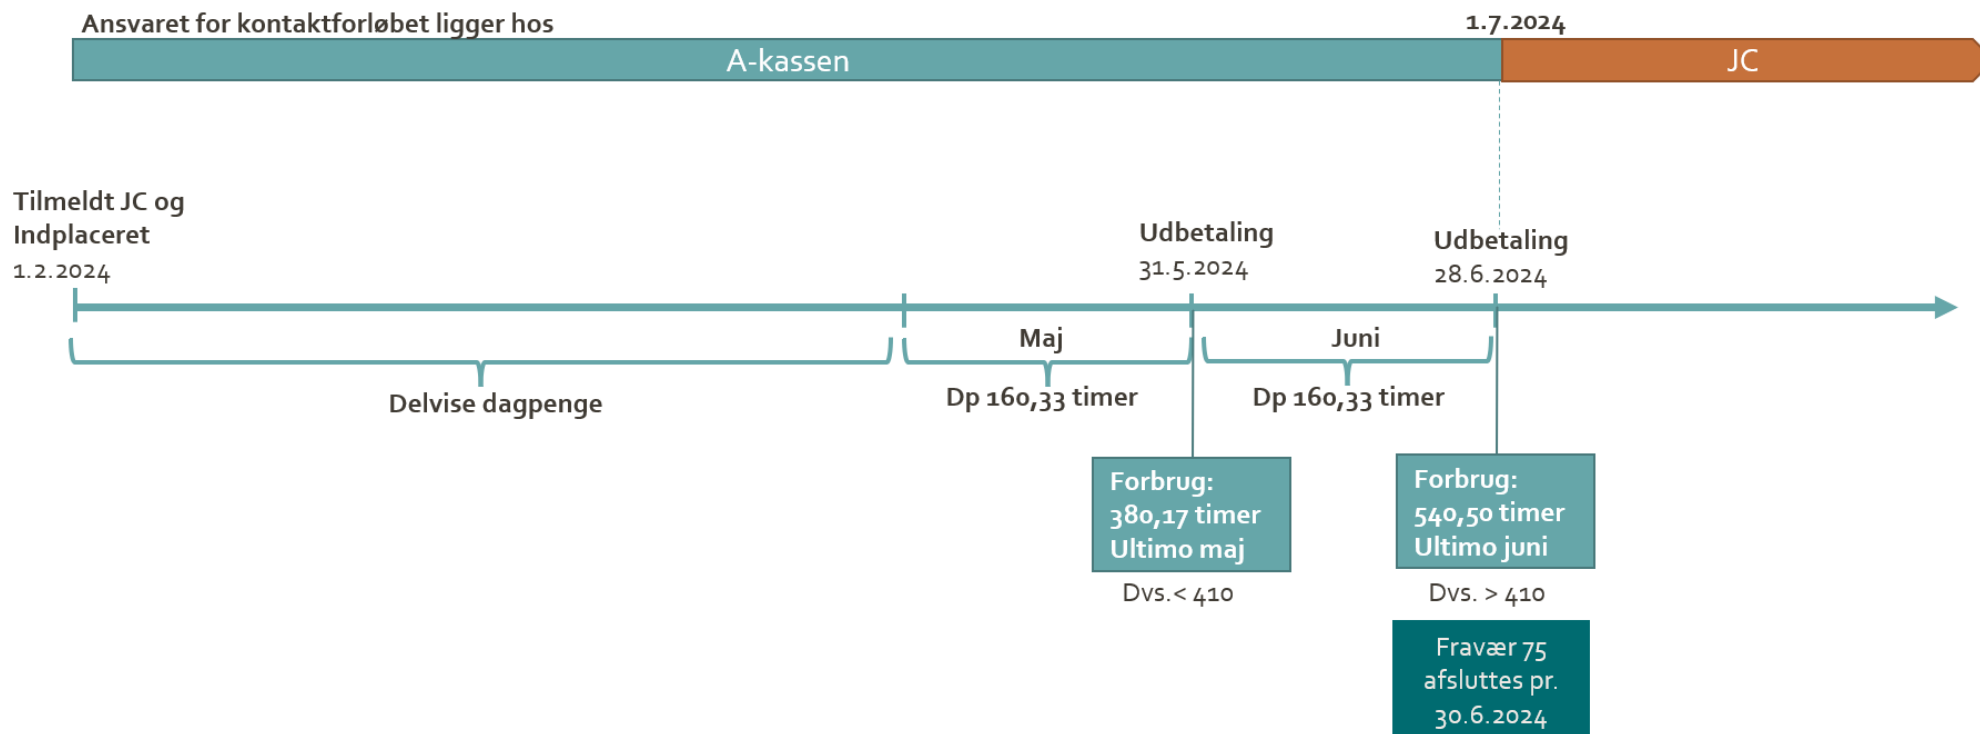 Ansvaret for kontaktforløbet ligger hos
1.7.2024
A-kassen
JC
Tilmeldt JC og
Indplaceret
1.2.2024
Udbetaling
31.5.2024
Udbetaling
28.6.2024
Maj
Juni
Delvise dagpenge
Dp 160,33 timer
Dp 160,33 timer
Forbrug:
380,17 timer
Ultimo maj
Dvs.< 410
Forbrug:
540,50 timer
Ultimo juni
Dvs. > 410
Fravær 75
afsluttes pr.
30.6.2024